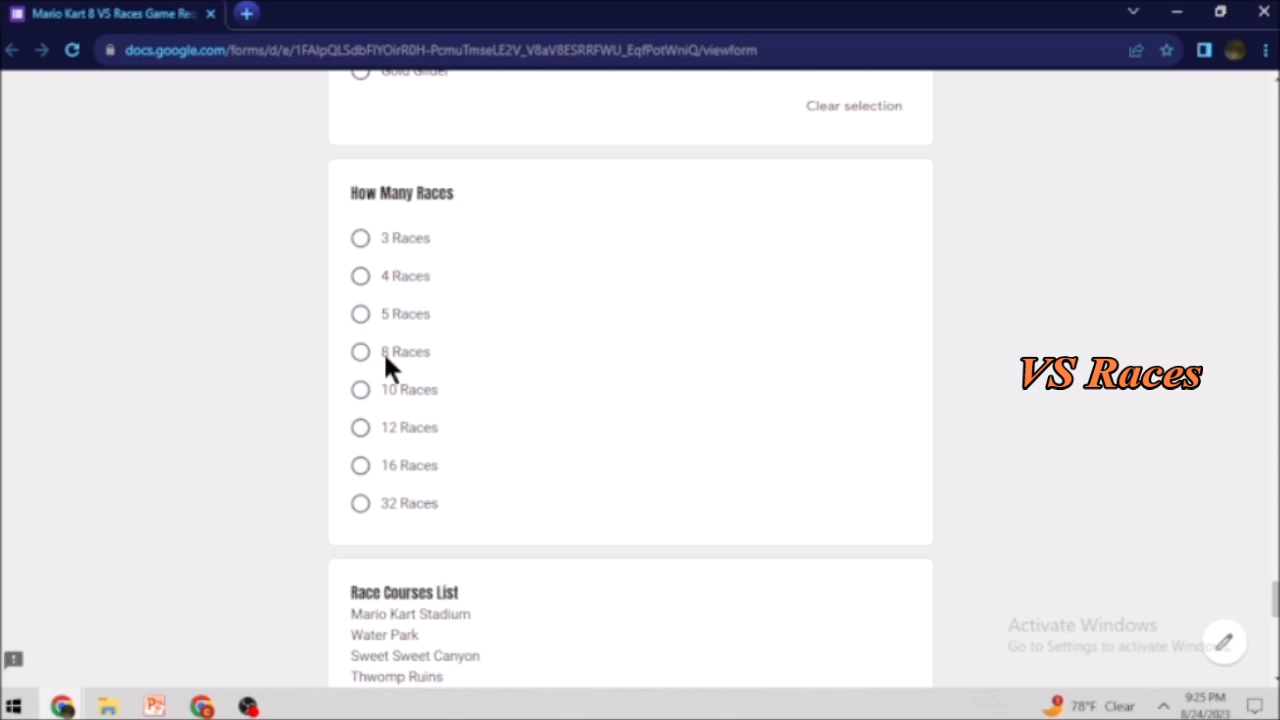 Mario Kart 8 VS Races Game Req
docs.google.com/forms/d/e/1FAIpQLSdbFIYOirR0H-PcmuTmseLE2V_V8aV8ESRRFWU_EqfPotWniQ/viewform
Gold Glider
Clear selection
How Many Races
3 Races
4 Races
5 Races
8 Races
10 Races
12 Races
16 Races
32 Races
VS Races
Race Courses List
Mario Kart Stadium
Water Park
Sweet Sweet Canyon
Thwomp Ruins
Activate Windows
Go to Settings to activate Windows.
78°F Clear
9:25 PM
8/24/2023